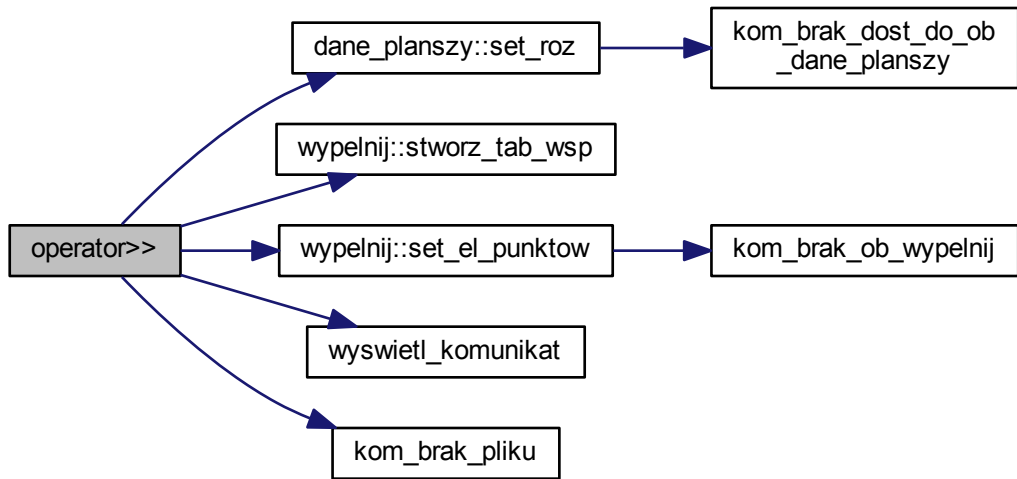 dane_planszy::set_roz
kom_brak_dost_do_ob
_dane_planszy
wypelnij::stworz_tab_wsp
operator>>
wypelnij::set_el_punktow
kom_brak_ob_wypelnij
wyswietl_komunikat
kom_brak_pliku